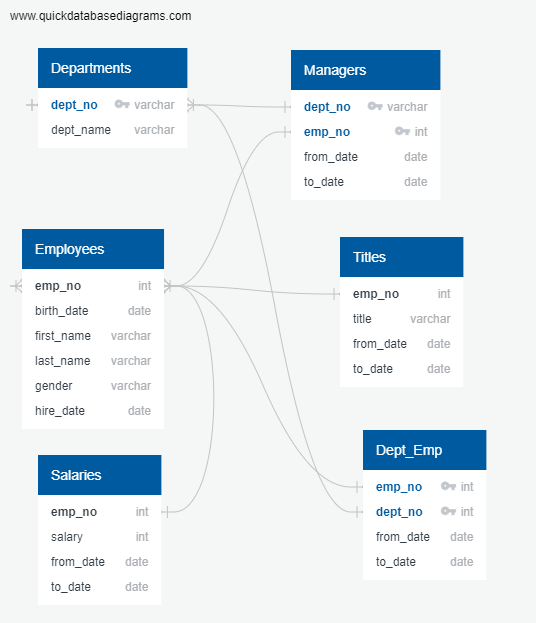 www.quickdatabasediagrams.com
Departments
dept_no varchar
dept_name varchar
Managers
dept_no varchar
emp_no int
from_date date
to_date date
Employees
emp_no int
birth_date date
first_name varchar
last_name varchar
gender varchar
hire_date date
Titles
emp_no int
title varchar
from_date date
to_date date
Salaries
emp_no int
salary int
from_date date
to_date date
Dept_Emp
emp_no int
dept_no int
from_date date
to_date date